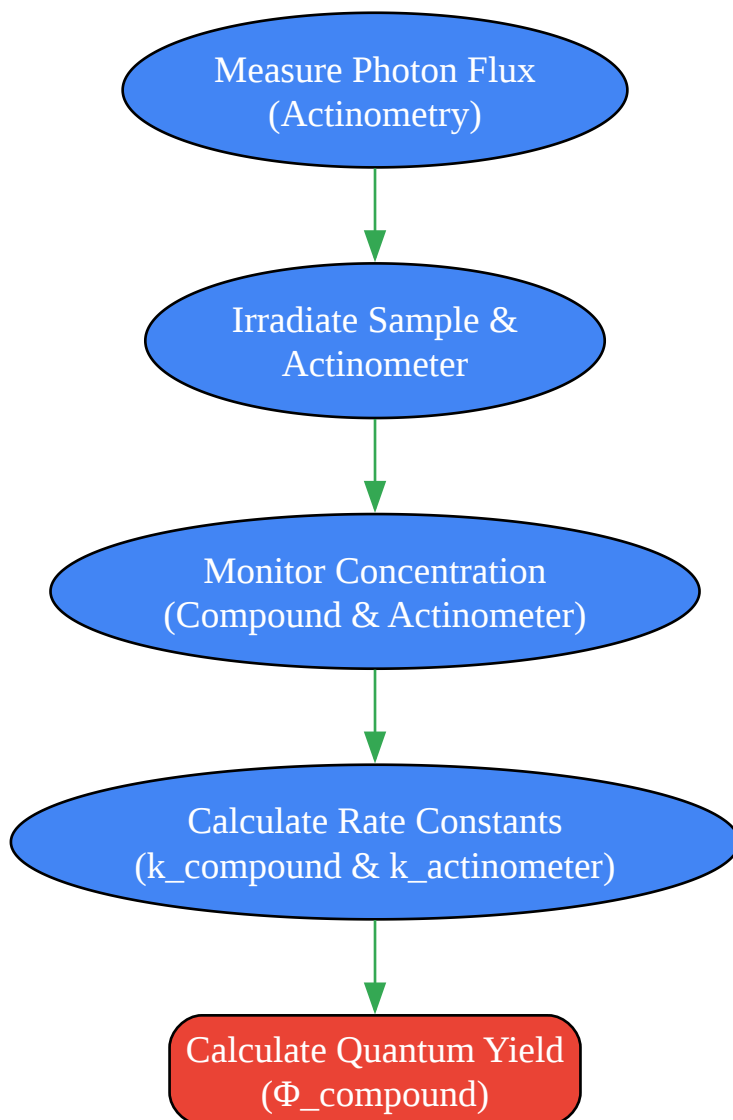 Measure Photon Flux
(Actinometry)
Irradiate Sample &
Actinometer
Monitor Concentration
(Compound & Actinometer)
Calculate Rate Constants
(k_compound & k_actinometer)
Calculate Quantum Yield
(Φ_compound)